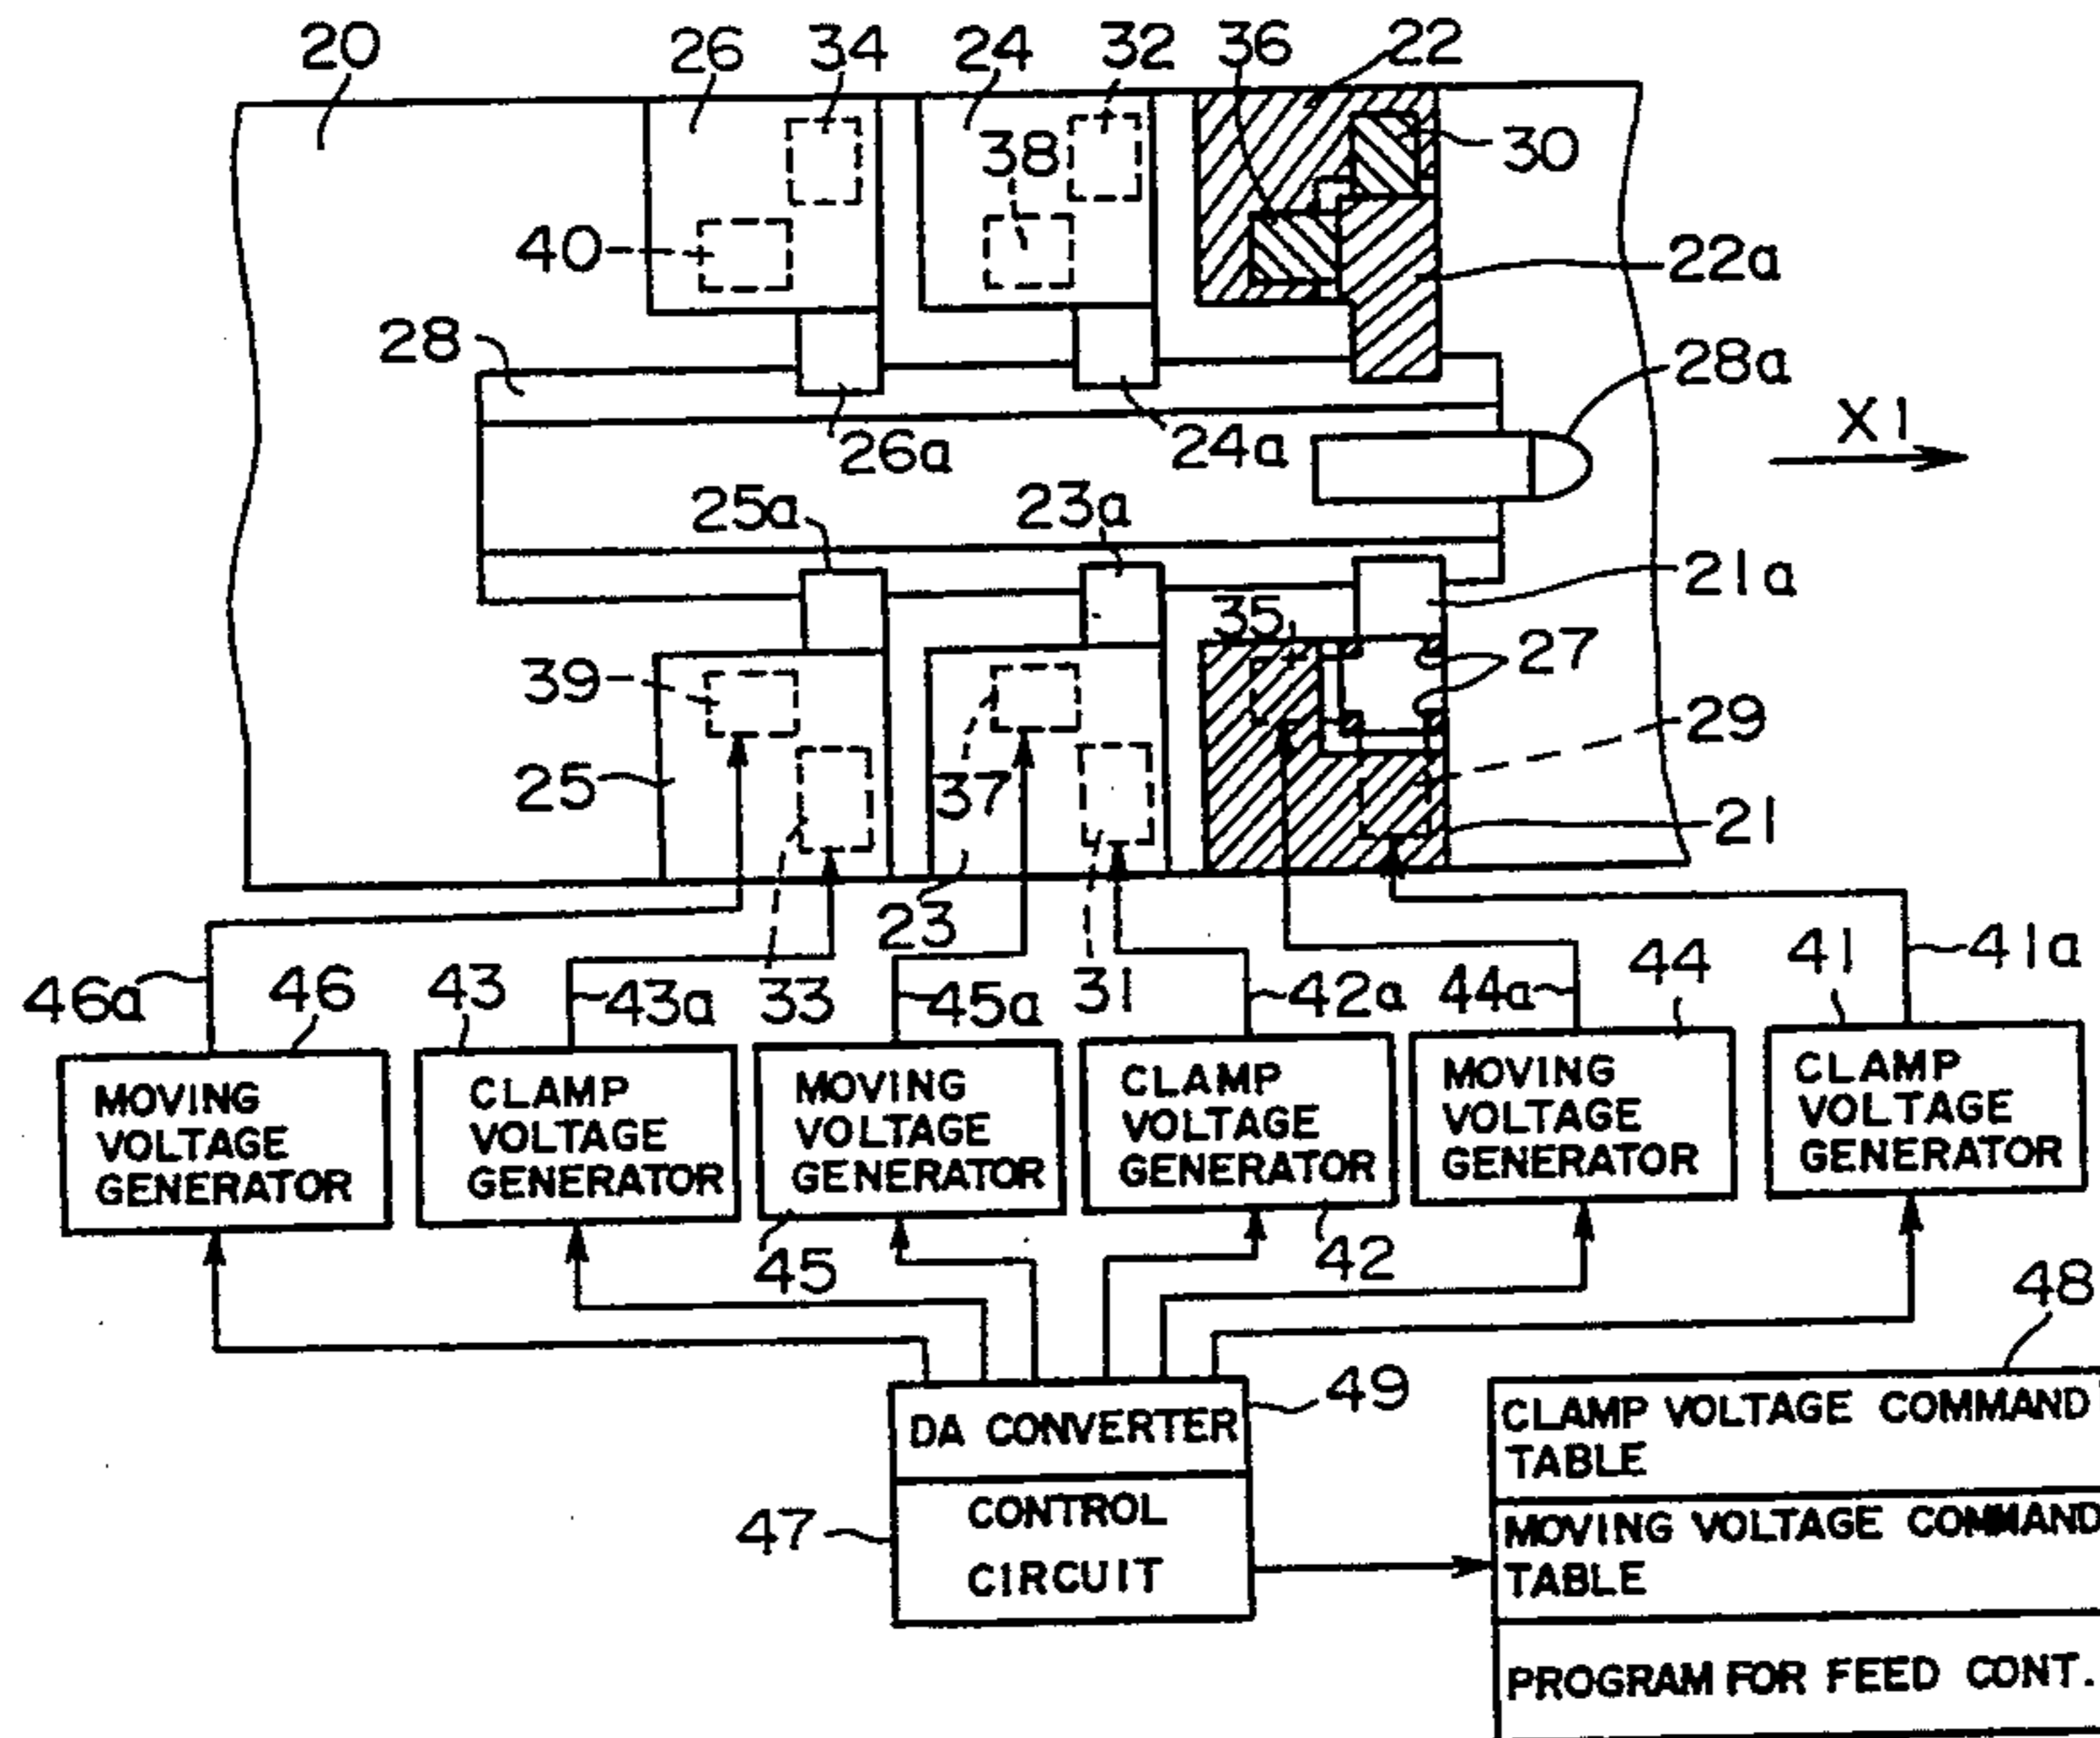 20
26
34
24
32
36
22
38
30
40
22a
28
28a
26a
24a
X1
25a
23a
21a
35
27
39
29
25
37
21
23
46a
46
43
43a
33
45a
31
42a
44a
44
41
41a
MOVING
VOLTAGE
GENERATOR
CLAMP
VOLTAGE
GENERATOR
MOVING
VOLTAGE
GENERATOR
CLAMP
VOLTAGE
GENERATOR
MOVING
VOLTAGE
GENERATOR
CLAMP
VOLTAGE
GENERATOR
45
42
48
49
DA CONVERTER
CONTROL
CIRCUIT
47
CLAMP VOLTAGE COMMAND
TABLE
MOVING VOLTAGE COMMAND
TABLE
PROGRAM FOR FEED CONT.